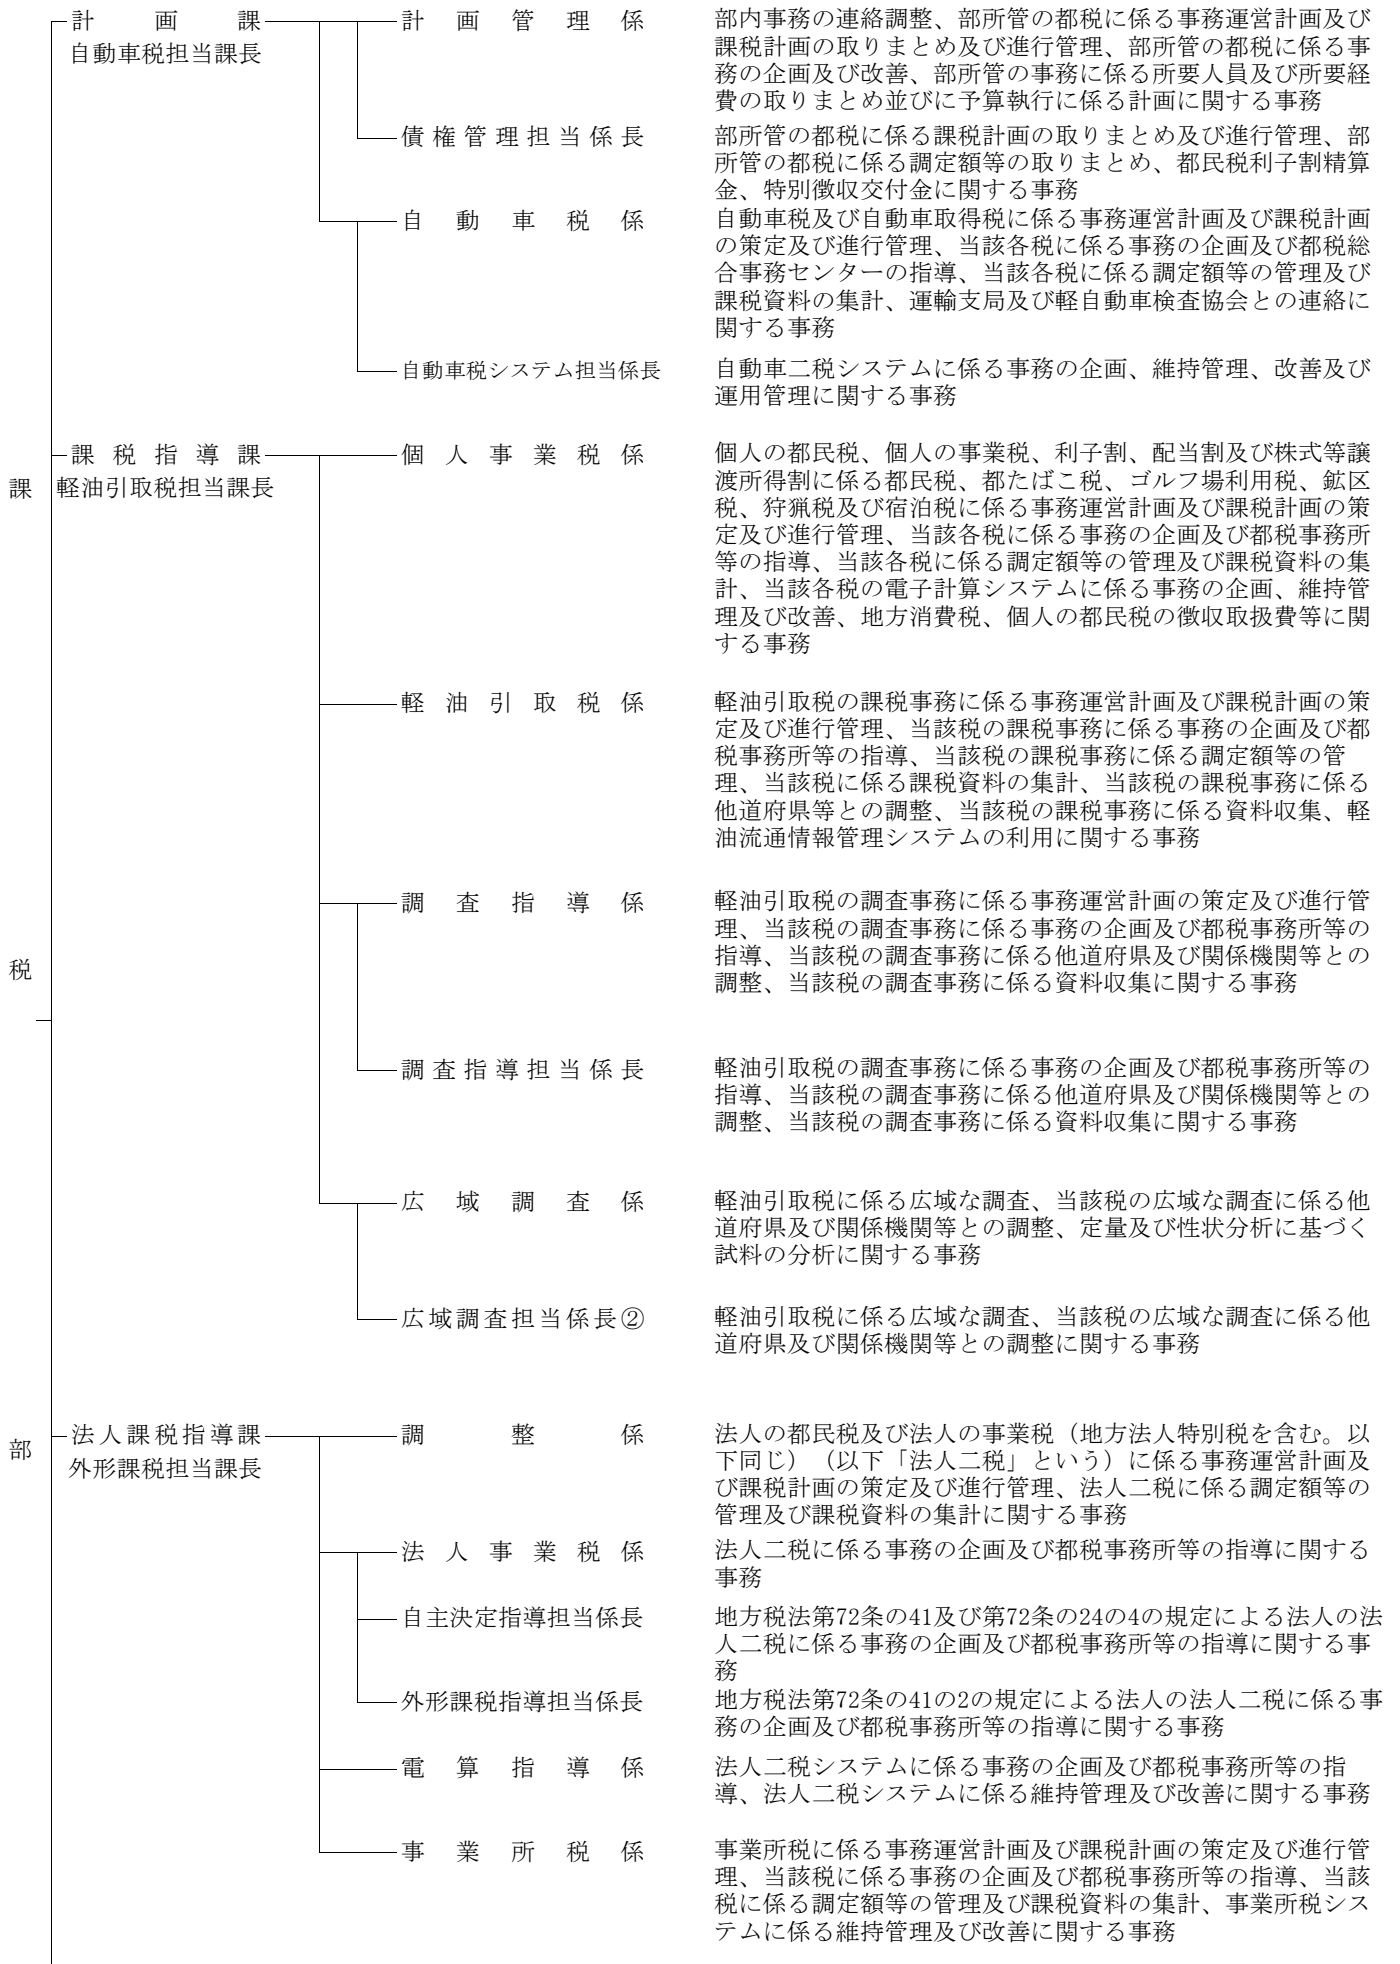 課
税
部
計画課
自動車税担当課長
計画管理係
部内事務の連絡調整、部所管の都税に係る事務運営計画及び
課税計画の取りまとめ及び進行管理、部所管の都税に係る事
務の企画及び改善、部所管の事務に係る所要人員及び所要経
費の取りまとめ並びに予算執行に係る計画に関する事務
債権管理担当係長
部所管の都税に係る課税計画の取りまとめ及び進行管理、部
所管の都税に係る調定額等の取りまとめ、都民税利子割精算
金、特別徴収交付金に関する事務
自動車税係
自動車税及び自動車取得税に係る事務運営計画及び課税計画
の策定及び進行管理、当該各税に係る事務の企画及び都税総
合事務センターの指導、当該各税に係る調定額等の管理及び
課税資料の集計、運輸支局及び軽自動車検査協会との連絡に
関する事務
自動車税システム担当係長
自動車二税システムに係る事務の企画、維持管理、改善及び
運用管理に関する事務
課税指導課
軽油引取税担当課長
個人事業税係
個人の都民税、個人の事業税、利子割、配当割及び株式等譲
渡所得割に係る都民税、都たばこ税、ゴルフ場利用税、鉱区
税、狩猟税及び宿泊税に係る事務運営計画及び課税計画の策
定及び進行管理、当該各税に係る事務の企画及び都税事務所
等の指導、当該各税に係る調定額等の管理及び課税資料の集
計、当該各税の電子計算システムに係る事務の企画、維持管
理及び改善、地方消費税、個人の都民税の徴収取扱費等に関
する事務
軽油引取税係
軽油引取税の課税事務に係る事務運営計画及び課税計画の策
定及び進行管理、当該税の課税事務に係る事務の企画及び都
税事務所等の指導、当該税の課税事務に係る調定額等の管
理、当該税に係る課税資料の集計、当該税の課税事務に係る
他道府県等との調整、当該税の課税事務に係る資料収集、軽
油流通情報管理システムの利用に関する事務
調査指導係
軽油引取税の調査事務に係る事務運営計画の策定及び進行管
理、当該税の調査事務に係る事務の企画及び都税事務所等の
指導、当該税の調査事務に係る他道府県及び関係機関等との
調整、当該税の調査事務に係る資料収集に関する事務
調査指導担当係長
軽油引取税の調査事務に係る事務の企画及び都税事務所等の
指導、当該税の調査事務に係る他道府県及び関係機関等との
調整、当該税の調査事務に係る資料収集に関する事務
広域調査係
軽油引取税に係る広域な調査、当該税の広域な調査に係る他
道府県及び関係機関等との調整、定量及び性状分析に基づく
試料の分析に関する事務
広域調査担当係長②
軽油引取税に係る広域な調査、当該税の広域な調査に係る他
道府県及び関係機関等との調整に関する事務
法人課税指導課
外形課税担当課長
調整係
法人の都民税及び法人の事業税（地方法人特別税を含む。以
下同じ）（以下「法人二税」という）に係る事務運営計画及
び課税計画の策定及び進行管理、法人二税に係る調定額等の
管理及び課税資料の集計に関する事務
法人事業税係
法人二税に係る事務の企画及び都税事務所等の指導に関する
事務
自主決定指導担当係長
地方税法第72条の41及び第72条の24の4の規定による法人の法
人二税に係る事務の企画及び都税事務所等の指導に関する事
務
外形課税指導担当係長
地方税法第72条の41の2の規定による法人の法人二税に係る事
務の企画及び都税事務所等の指導に関する事務
電算指導係
法人二税システムに係る事務の企画及び都税事務所等の指
導、法人二税システムに係る維持管理及び改善に関する事務
事業所税係
事業所税に係る事務運営計画及び課税計画の策定及び進行管
理、当該税に係る事務の企画及び都税事務所等の指導、当該
税に係る調定額等の管理及び課税資料の集計、事業所税シス
テムに係る維持管理及び改善に関する事務